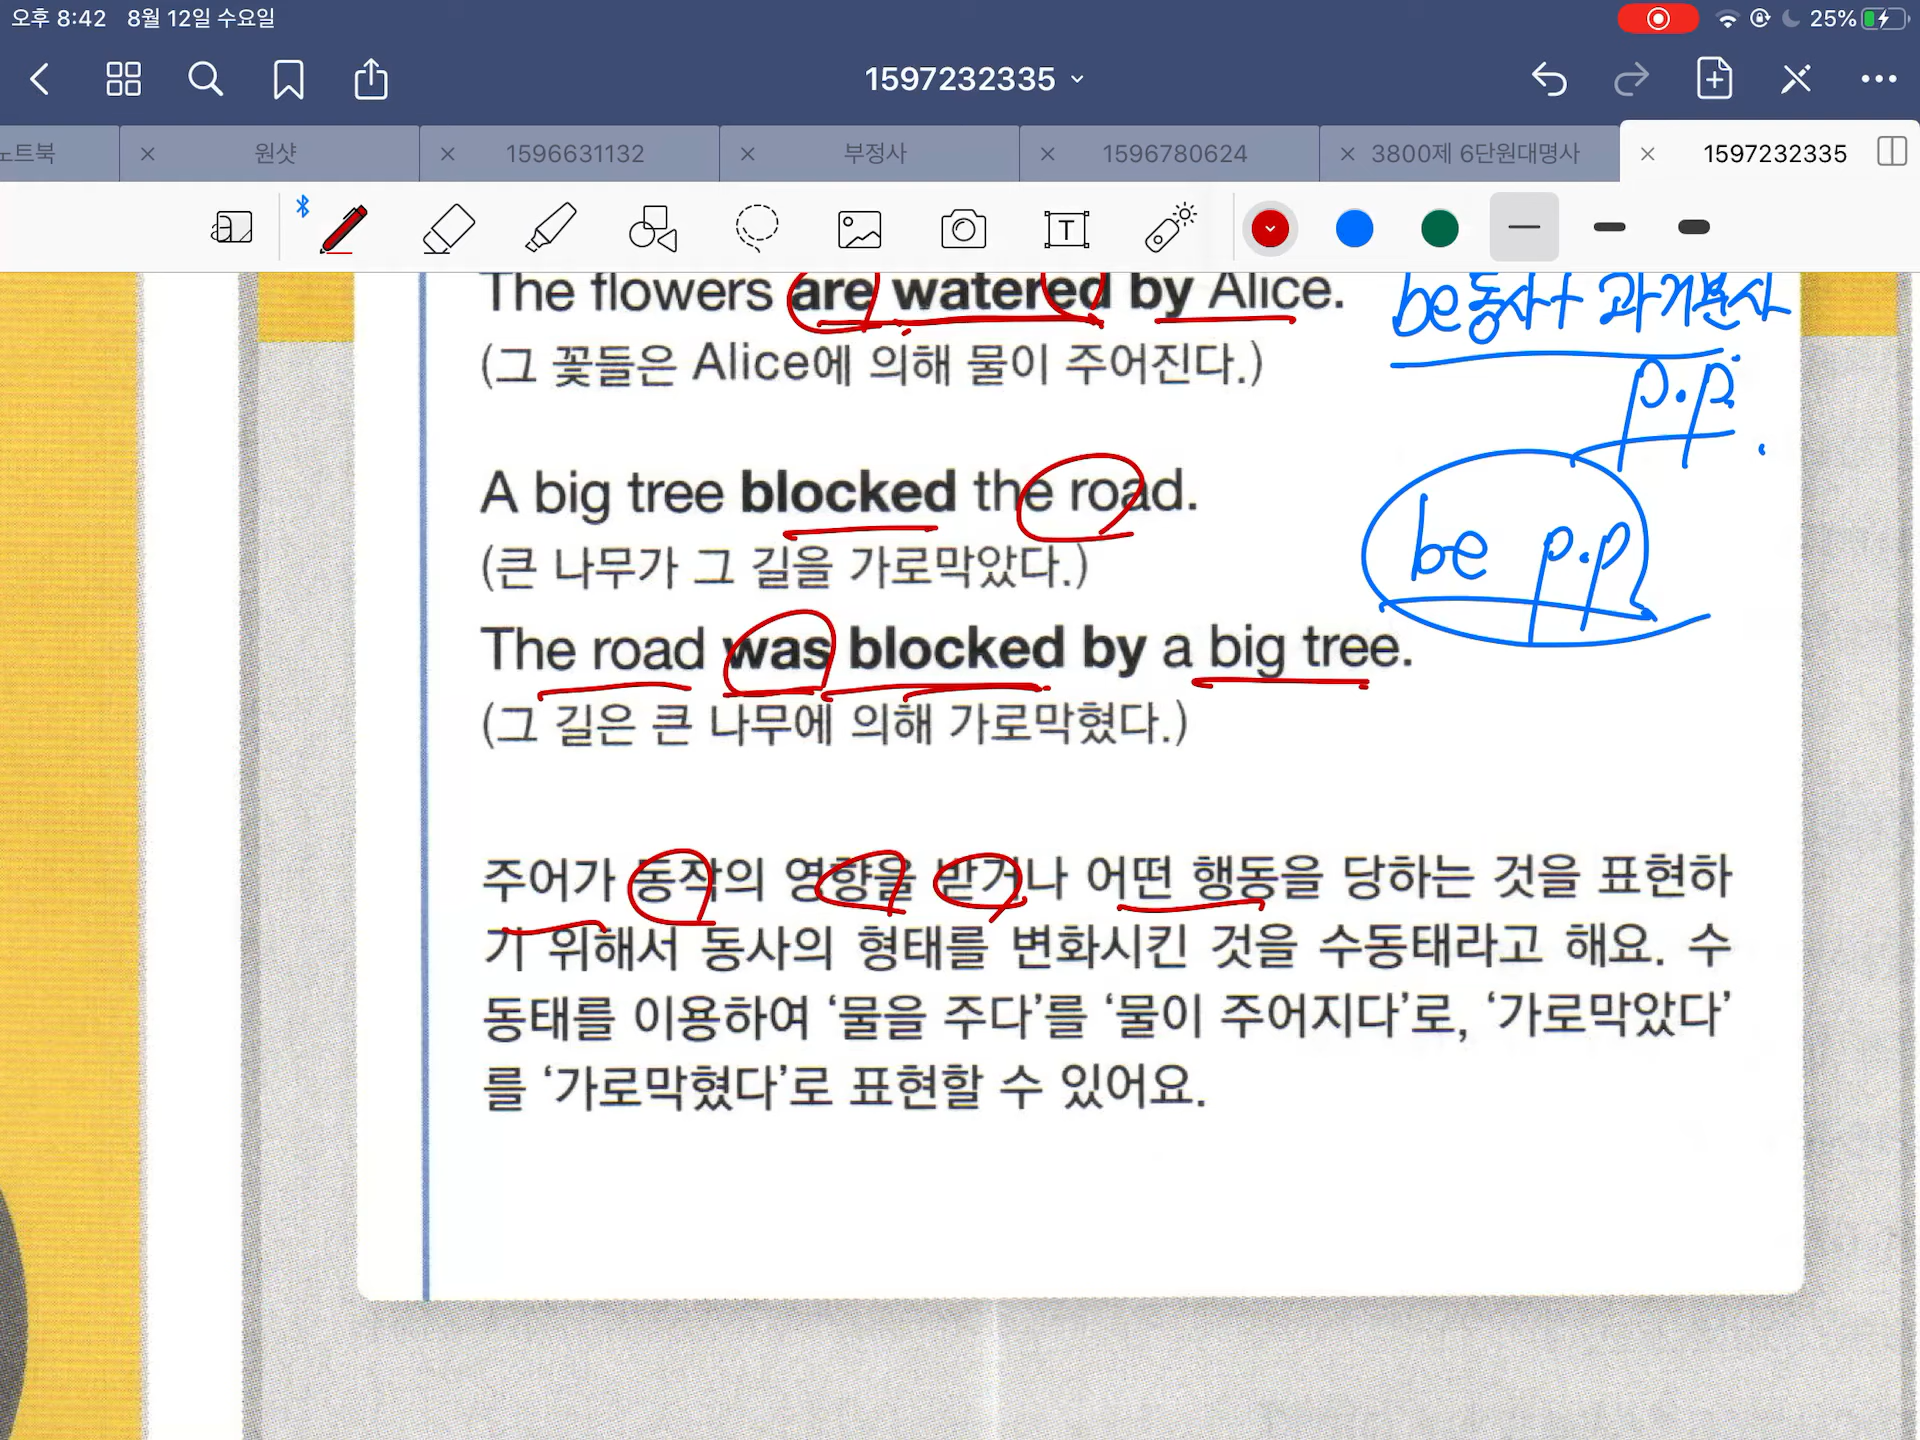 오후 8:42 8월 12일 수요일
25%
1597232335
노트북
원샷
1596631132
부정사
1596780624
3800제 6단원대명사
1597232335
The flowers are watered by Alice.
be동사+ 과거분사
(그 꽃들은 Alice에 의해 물이 주어진다.)
p.p.
A big tree blocked the road.
(큰 나무가 그 길을 가로막았다.)
be p.p
The road was blocked by a big tree.
(그 길은 큰 나무에 의해 가로막혔다.)
주어가 동작의 영향을 받거나 어떤 행동을 당하는 것을 표현하
기 위해서 동사의 형태를 변화시킨 것을 수동태라고 해요. 수
동태를 이용하여 ‘물을 주다’를 ‘물이 주어지다’로, ‘가로막았다’
를 ‘가로막혔다’로 표현할 수 있어요.